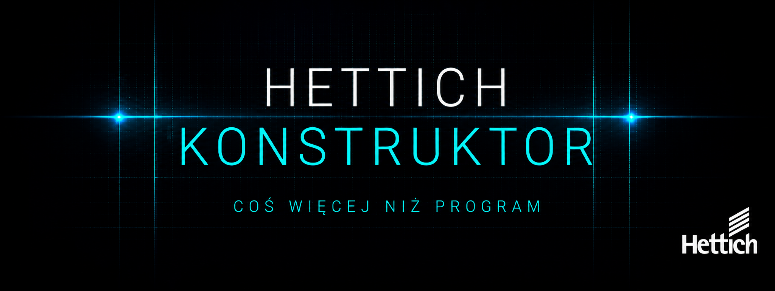 HETTICH
KONSTRUKTOR
COŚ WIĘCEJ NIŻ PROGRAM
Hettich